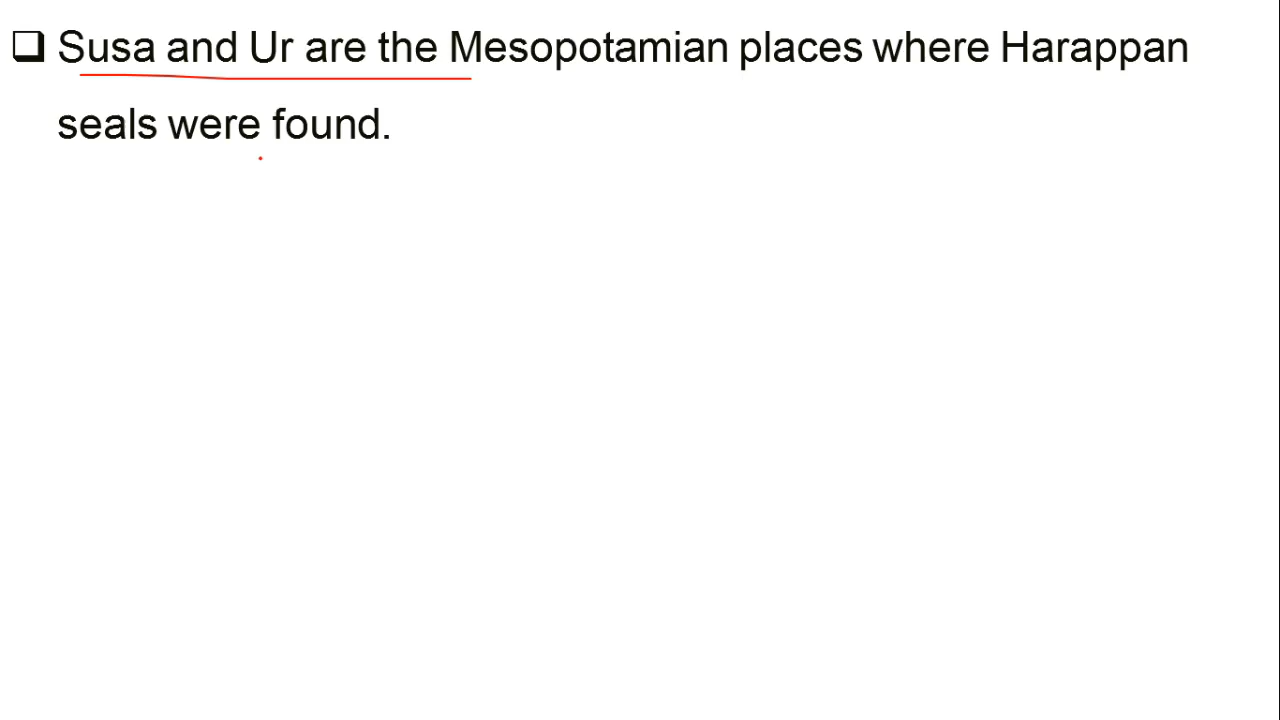 ❑ Susa and Ur are the Mesopotamian places where Harappan
seals were found.